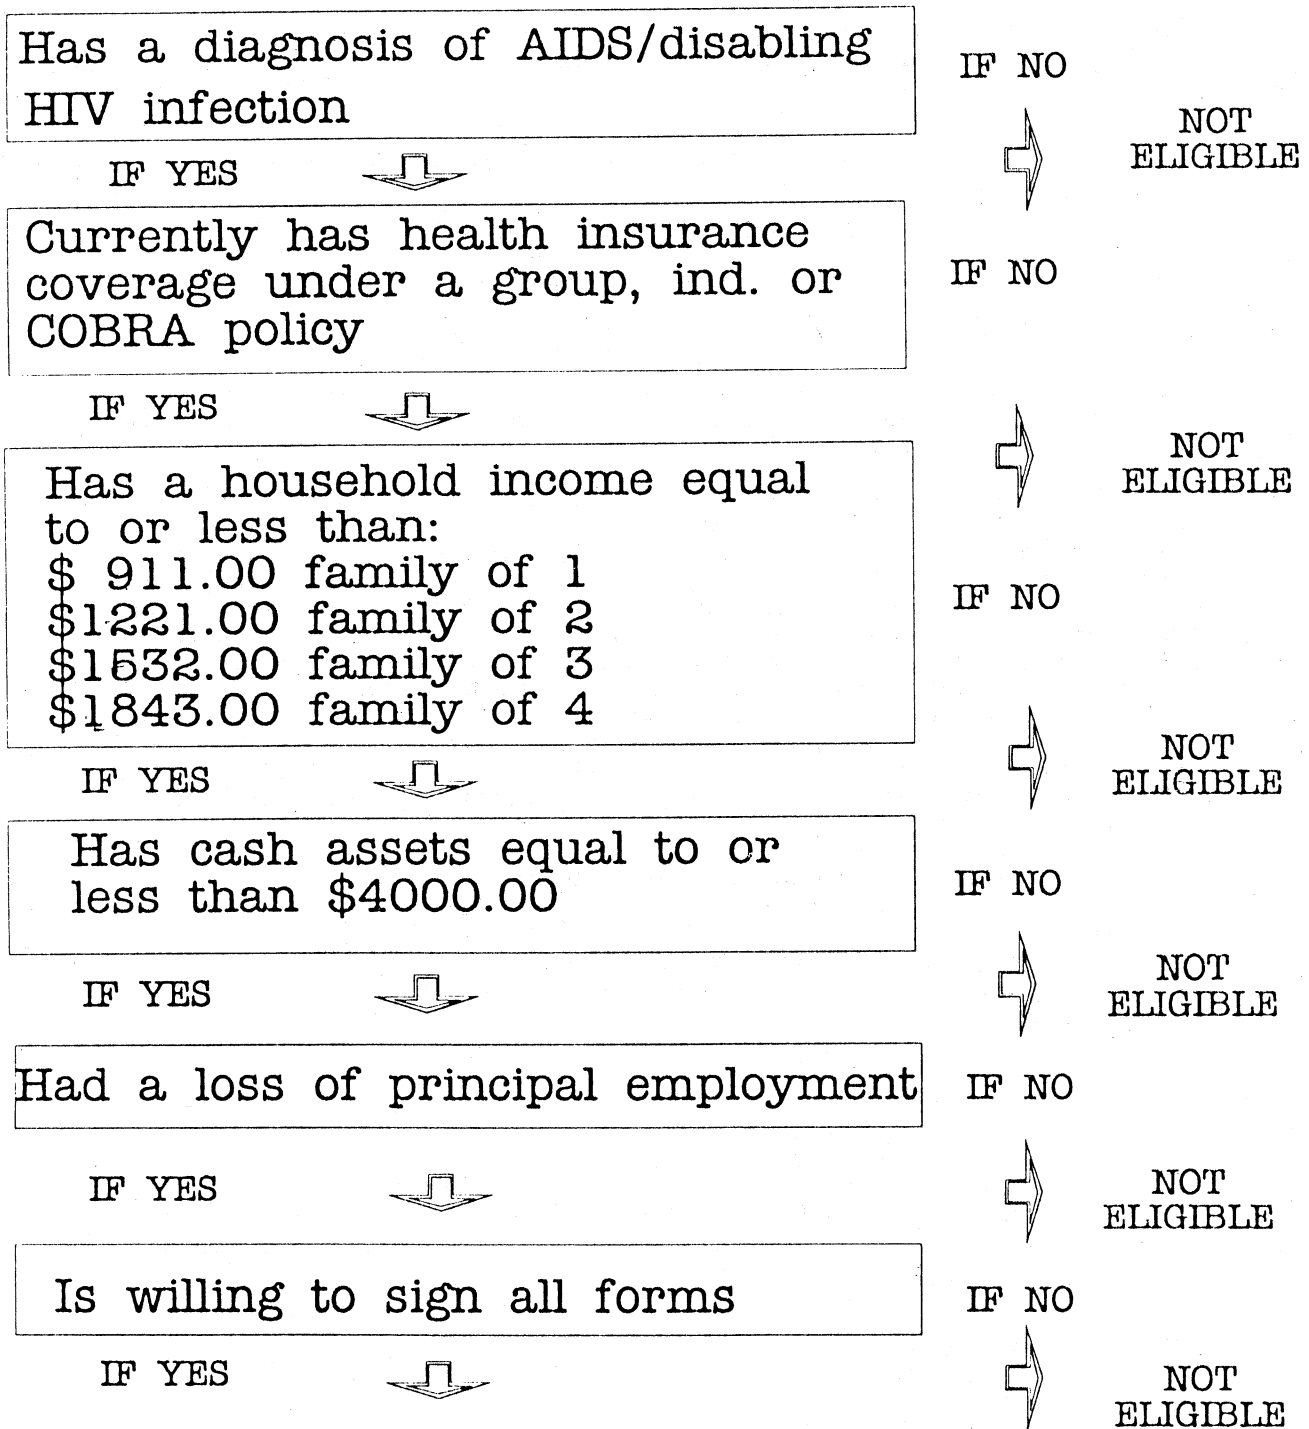 Has a diagnosis of AIDS/disabling
HIV infection
IF NO
NOT
ELIGIBLE
IF YES
Currently has health insurance
coverage under a group, ind. or
COBRA policy
IF NO
NOT
ELIGIBLE
IF YES
Has a household income equal
to or less than:
$ 911.00 family of 1
$1221.00 family of 2
$1532.00 family of 3
$1843.00 family of 4
IF NO
NOT
ELIGIBLE
IF YES
Has cash assets equal to or
less than $4000.00
IF NO
NOT
ELIGIBLE
IF YES
Had a loss of principal employment
IF NO
NOT
ELIGIBLE
IF YES
Is willing to sign all forms
IF NO
NOT
ELIGIBLE
IF YES